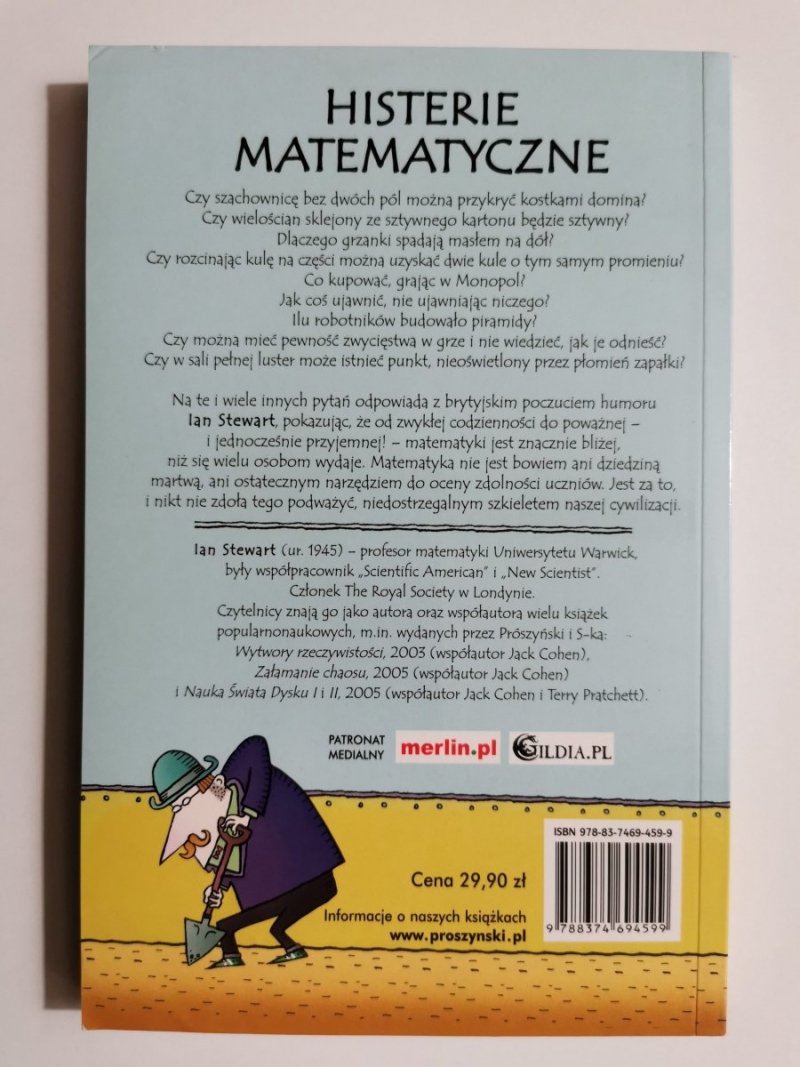 HISTERIE
MATEMATYCZNE
Czy szachownicę bez dwóch pól można przykryć kostkami domina?
Czy wielościan sklejony ze sztywnego kartonu będzie sztywny?
Dlaczego grzanki spadają masłem na dół?
Czy rozcinając kulę na części można uzyskać dwie kule o tym samym promieniu?
Co kupować, grając w Monopol?
Jak coś ujawnić, nie ujawniając niczego?
Ilu robotników budowało piramidy?
Czy można mieć pewność zwycięstwa w grze i nie wiedzieć, jak je odnieść?
Czy w sali pełnej luster może istnieć punkt, nieoświetlony przez płomień zapałki?
Na te i wiele innych pytań odpowiada z brytyjskim poczuciem humoru
Ian Stewart, pokazując, że od zwykłej codzienności do poważnej –
i jednocześnie przyjemnej! – matematyki jest znacznie bliżej,
niż się wielu osobom wydaje. Matematyka nie jest bowiem ani dziedziną
martwą, ani ostatecznym narzędziem do oceny zdolności uczniów. Jest za to,
i nikt nie zdoła tego podważyć, niedostrzegalnym szkieletem naszej cywilizacji.
Ian Stewart (ur. 1945) – profesor matematyki Uniwersytetu Warwick,
były współpracownik „Scientific American" i „New Scientist".
Członek The Royal Society w Londynie.
Czytelnicy znają go jako autora oraz współautora wielu książek
popularnonaukowych, m.in. wydanych przez Prószyński i S-ka:
Wytwory rzeczywistości, 2003 (współautor Jack Cohen),
Załamanie chaosu, 2005 (współautor Jack Cohen)
i Nauka Świata Dysku I i II, 2005 (współautor Jack Cohen i Terry Pratchett).
PATRONAT
MEDIALNY
merlin.pl
GILDIA.PL
ISBN 978-83-7469-459-9
Cena 29,90 zł
Informacje o naszych książkach
www.proszynski.pl
9 788374 694599